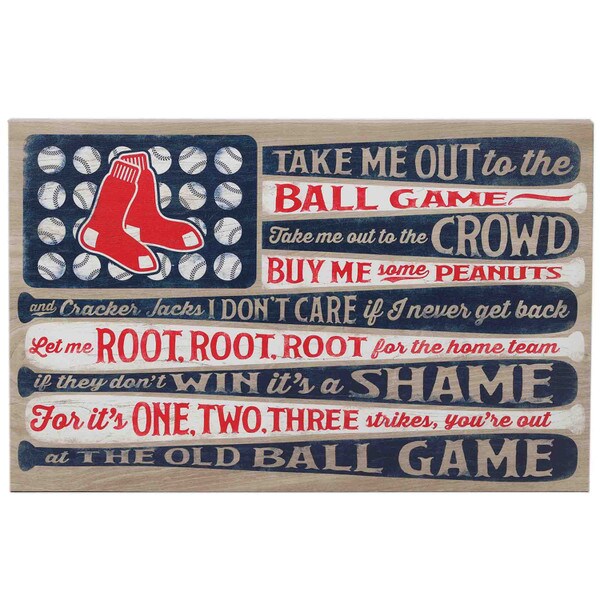 TAKE ME OUT to the
BALL GAME
Take me out to the CROWD
BUY ME some PEANUTS
and Cracker Jacks I DON'T CARE if I never get back
Let me ROOT, ROOT, ROOT for the home team
if they don't WIN it's a SHAME
For it's ONE, TWO, THREE strikes, you're out
at THE OLD BALL GAME